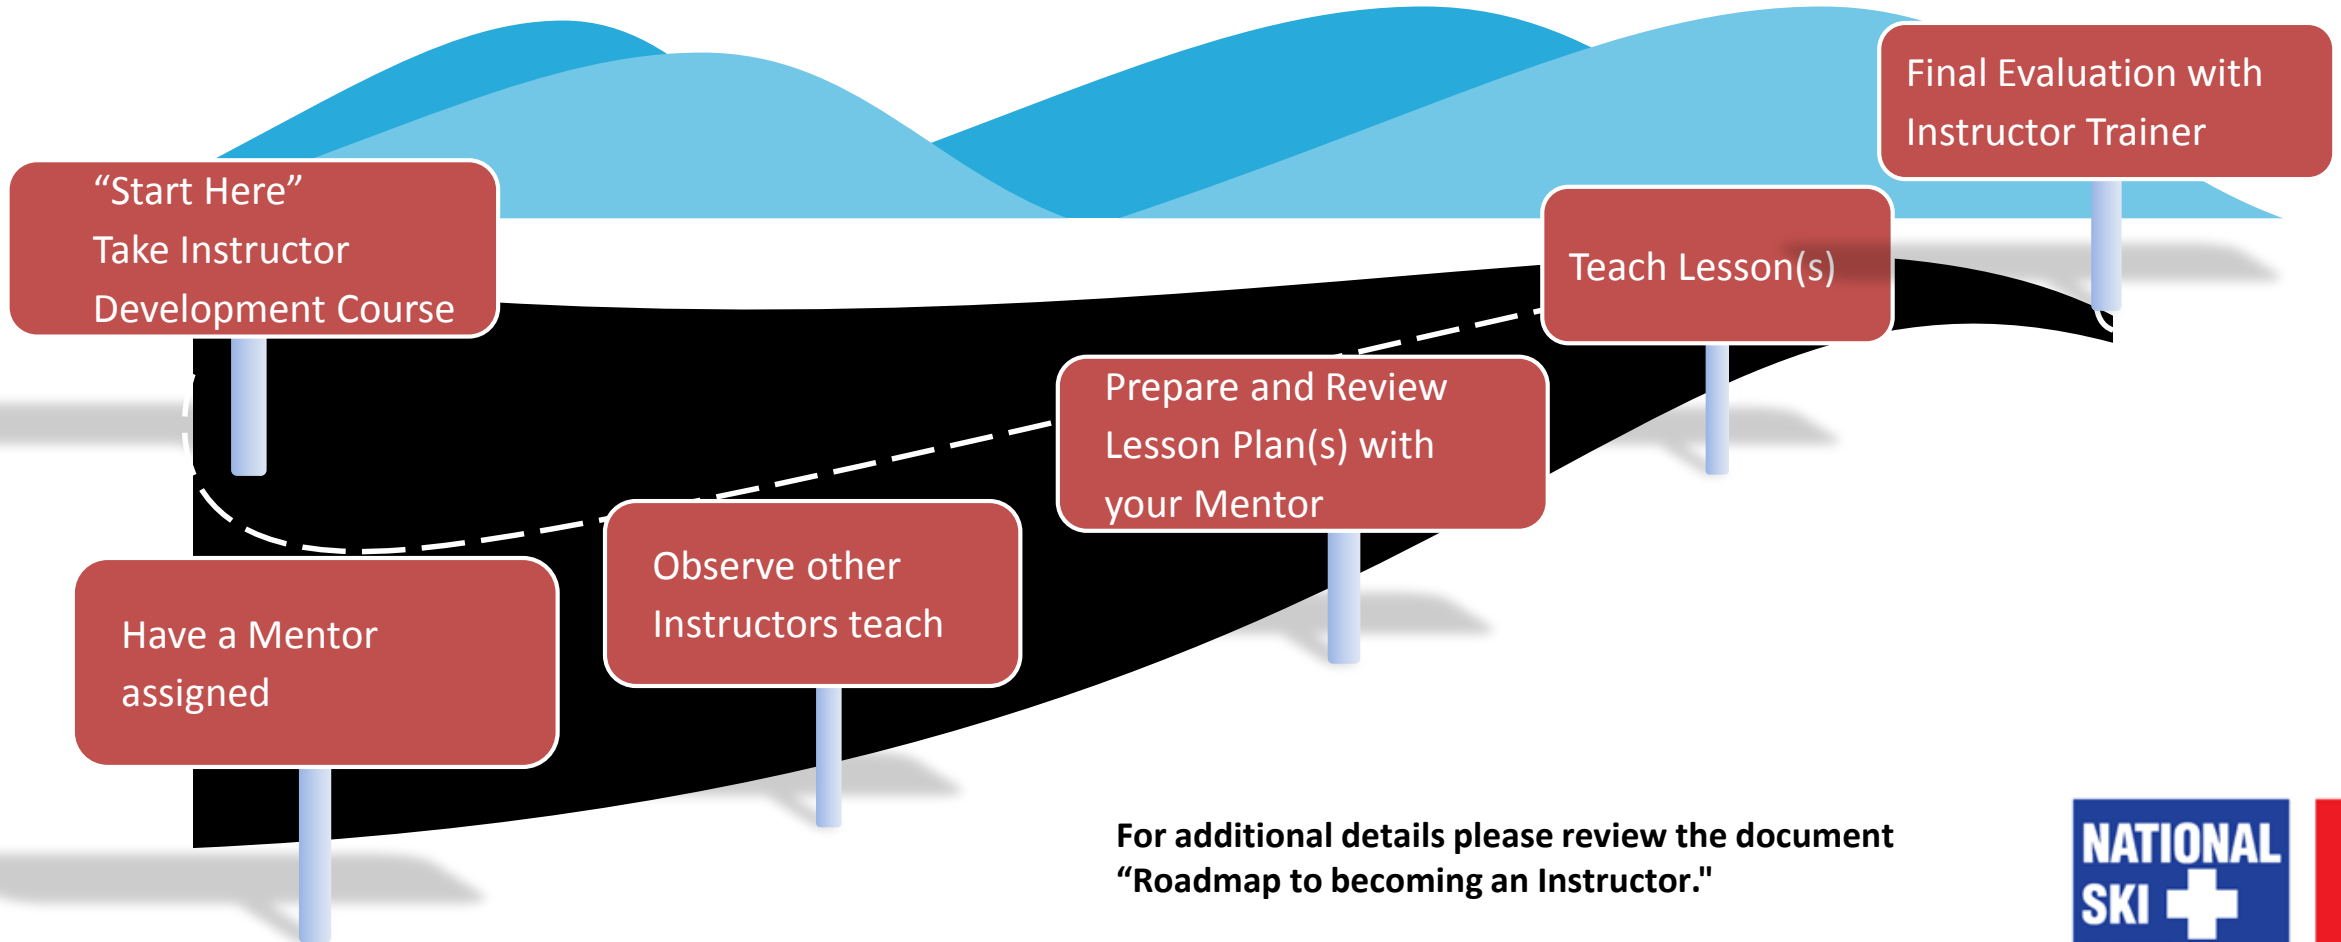 “Start Here”
Take Instructor
Development Course
Have a Mentor
assigned
Observe other
Instructors teach
Prepare and Review
Lesson Plan(s) with
your Mentor
Teach Lesson(s)
Final Evaluation with
Instructor Trainer
For additional details please review the document
“Roadmap to becoming an Instructor."
NATIONAL
SKI